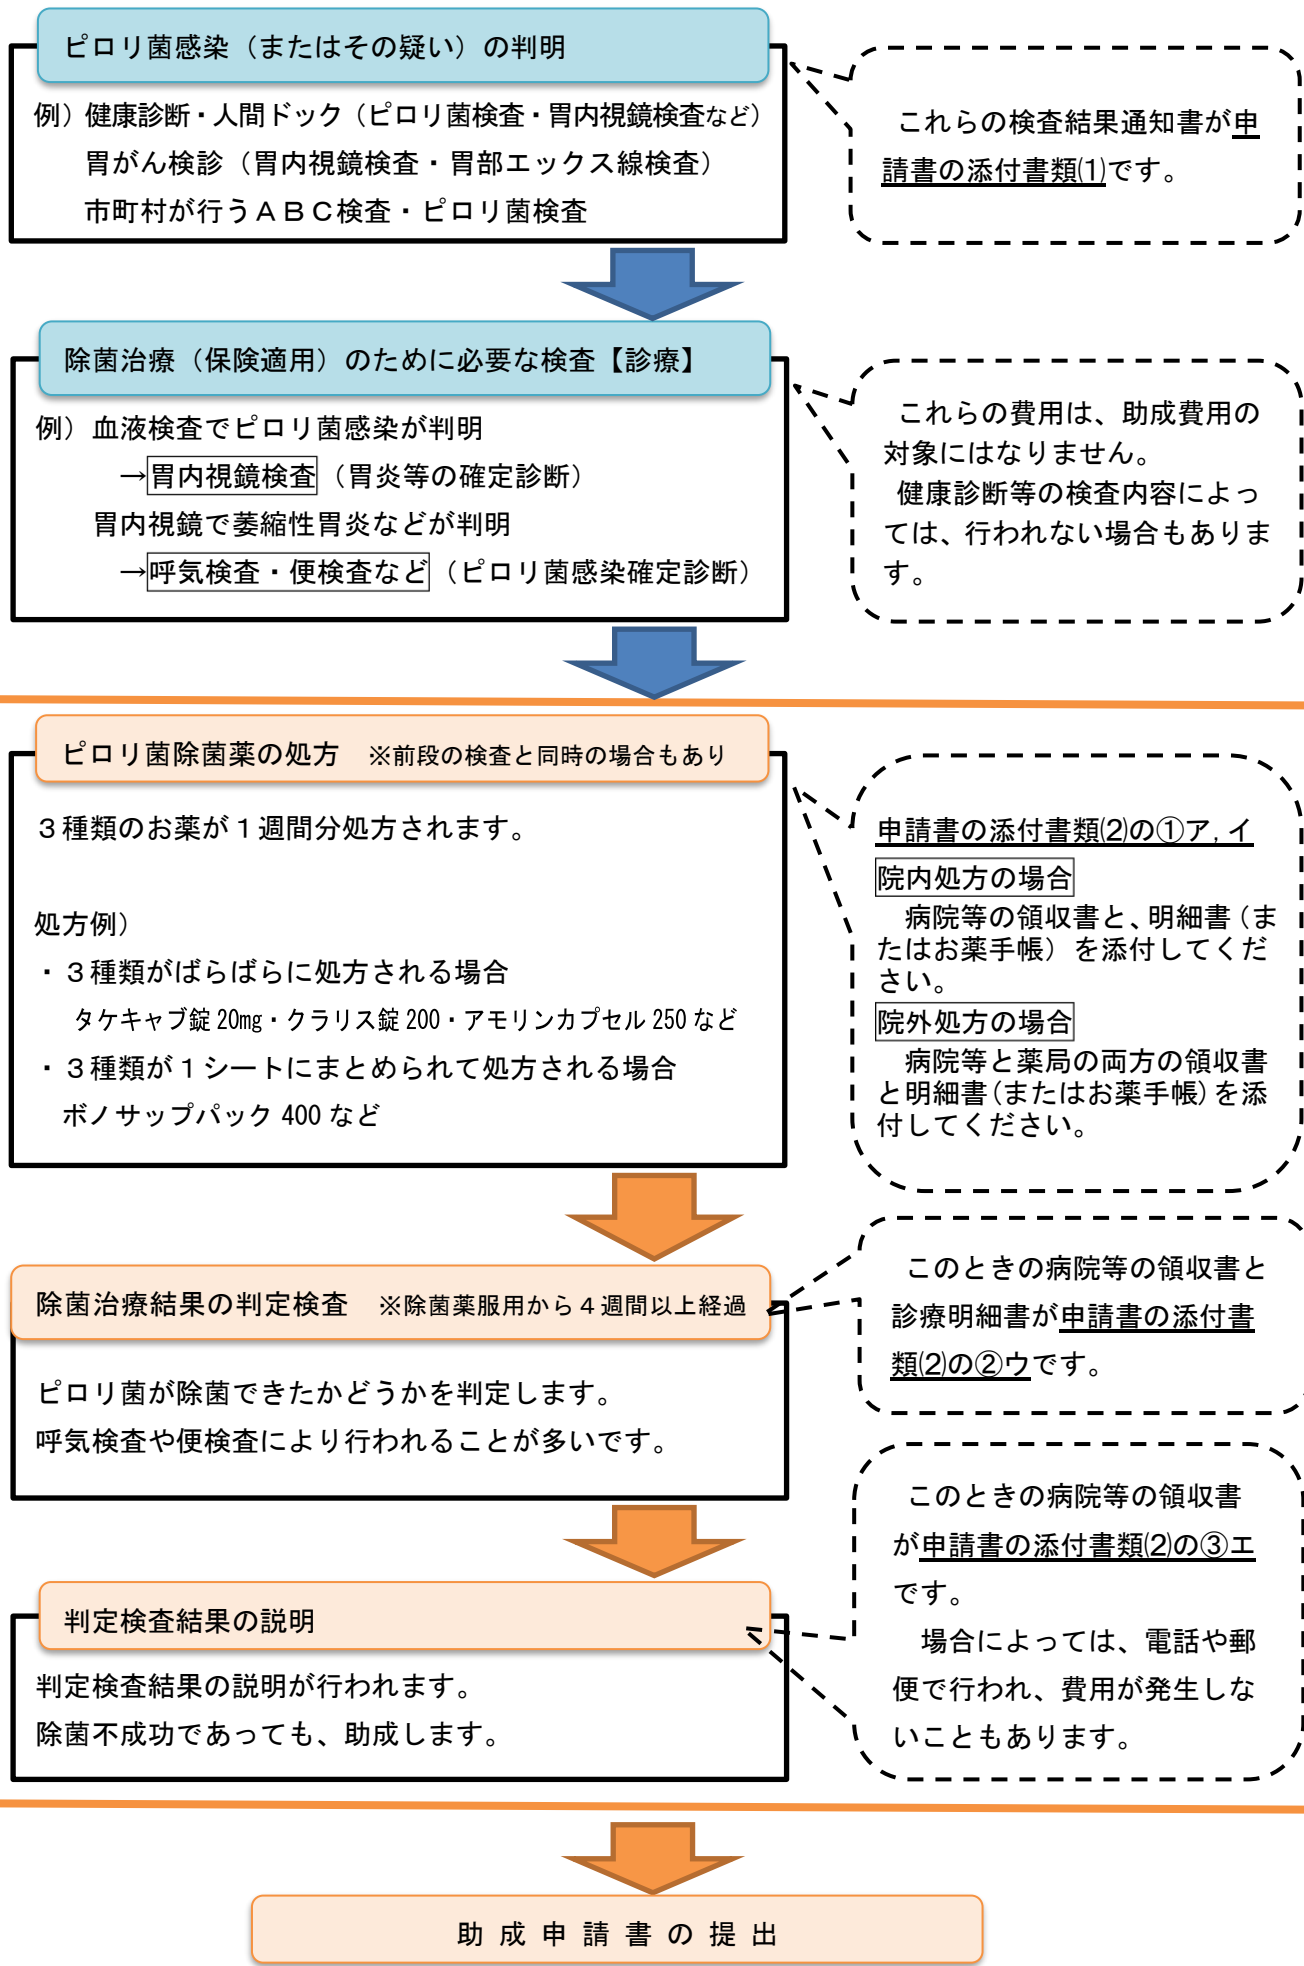 ピロリ菌感染（またはその疑い）の判明
例）健康診断・人間ドック（ピロリ菌検査・胃内視鏡検査など）
胃がん検診（胃内視鏡検査・胃部エックス線検査）
市町村が行うＡＢＣ検査・ピロリ菌検査
これらの検査結果通知書が申
請書の添付書類⑴です。
除菌治療（保険適用）のために必要な検査【診療】
例）血液検査でピロリ菌感染が判明
→胃内視鏡検査（胃炎等の確定診断）
胃内視鏡で萎縮性胃炎などが判明
→呼気検査・便検査など（ピロリ菌感染確定診断）
これらの費用は、助成費用の
対象にはなりません。
健康診断等の検査内容によっ
ては、行われない場合もありま
す。
ピロリ菌除菌薬の処方　※前段の検査と同時の場合もあり
３種類のお薬が１週間分処方されます。
処方例）
・３種類がばらばらに処方される場合
タケキャブ錠 20mg・クラリス錠 200・アモリンカプセル 250 など
・３種類が１シートにまとめられて処方される場合
ボノサップパック 400 など
申請書の添付書類⑵の①ア,イ
院内処方の場合
病院等の領収書と、明細書（ま
たはお薬手帳）を添付してくだ
さい。
院外処方の場合
病院等と薬局の両方の領収書
と明細書（またはお薬手帳）を添
付してください。
除菌治療結果の判定検査　※除菌薬服用から４週間以上経過
ピロリ菌が除菌できたかどうかを判定します。
呼気検査や便検査により行われることが多いです。
このときの病院等の領収書と
診療明細書が申請書の添付書
類⑵の②ウです。
判定検査結果の説明
判定検査結果の説明が行われます。
除菌不成功であっても、助成します。
このときの病院等の領収書
が申請書の添付書類⑵の③エ
です。
場合によっては、電話や郵
便で行われ、費用が発生しな
いこともあります。
助成申請書の提出